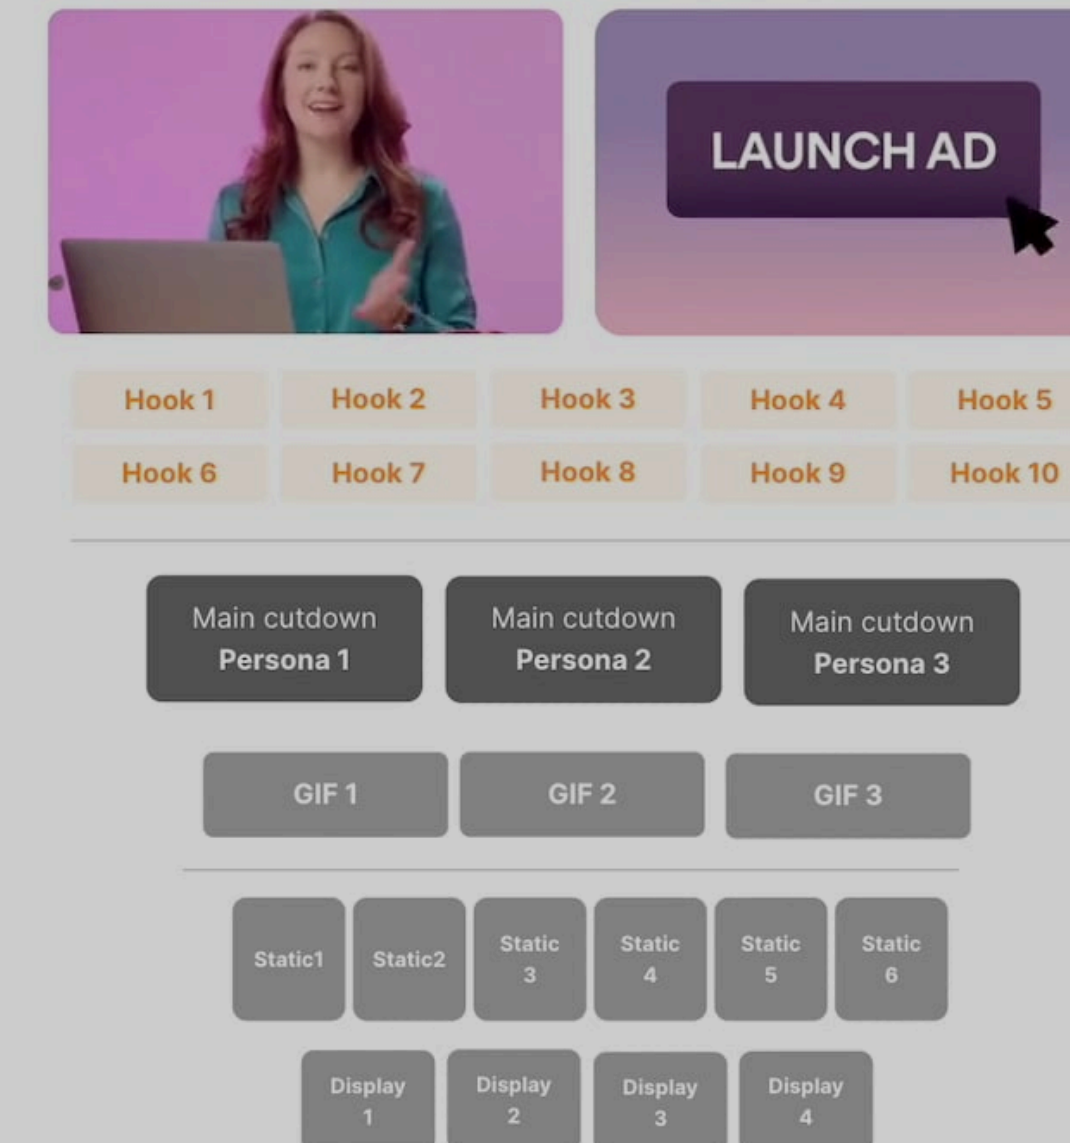 LAUNCH AD
Hook 1
Hook 2
Hook 3
Hook 4
Hook 5
Hook 6
Hook 7
Hook 8
Hook 9
Hook 10
Main cutdown
Persona 1
Main cutdown
Persona 2
Main cutdown
Persona 3
GIF 1
GIF 2
GIF 3
Static1
Static2
Static
3
Static
4
Static
5
Static
6
Display
1
Display
2
Display
3
Display
4